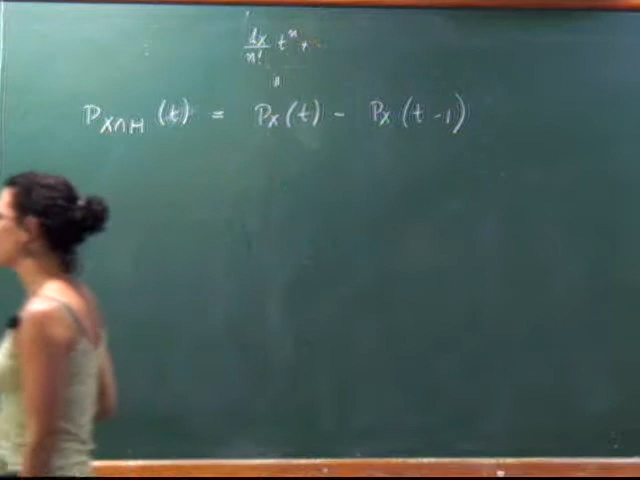 dx/n! t^n + ...
P_{X∩H}(t) = P_X(t) - P_X(t-1)